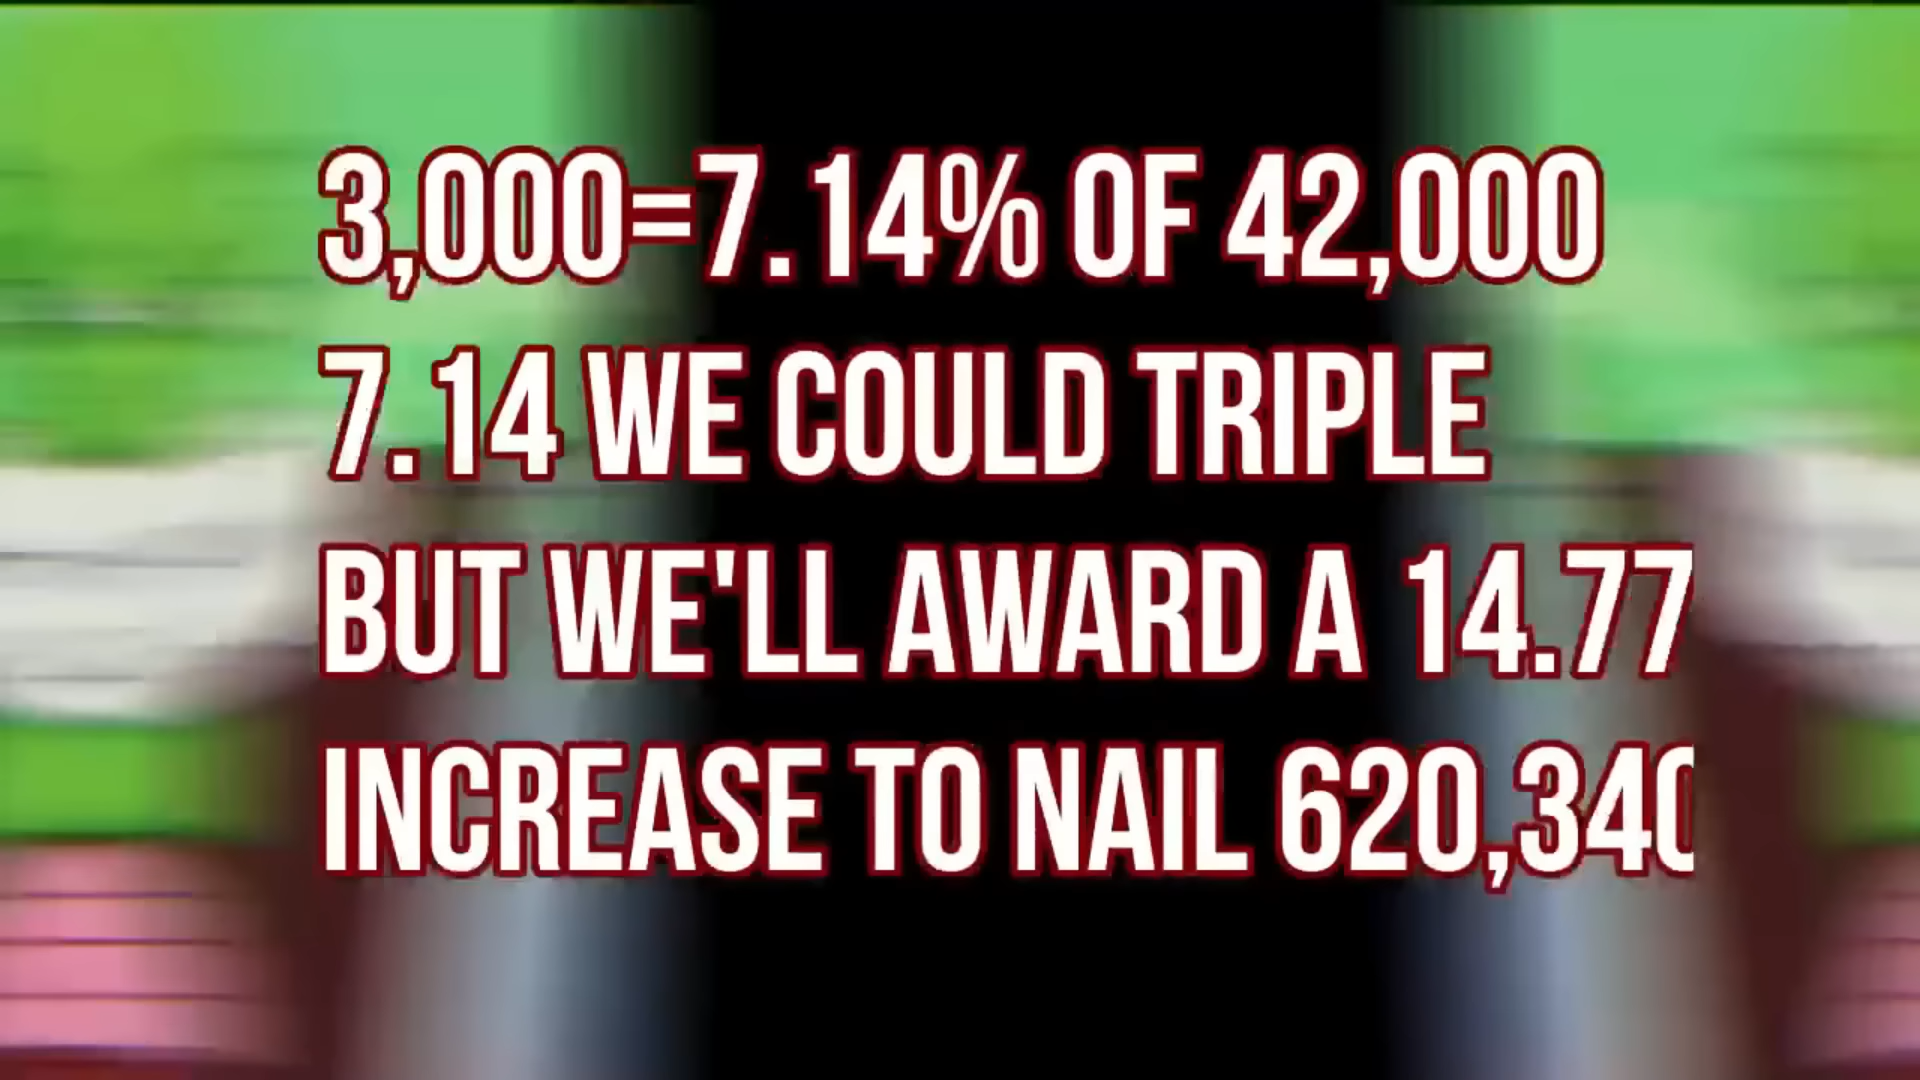 3,000=7.14% OF 42,000
7.14 WE COULD TRIPLE
BUT WE'LL AWARD A 14.77
INCREASE TO NAIL 620,340